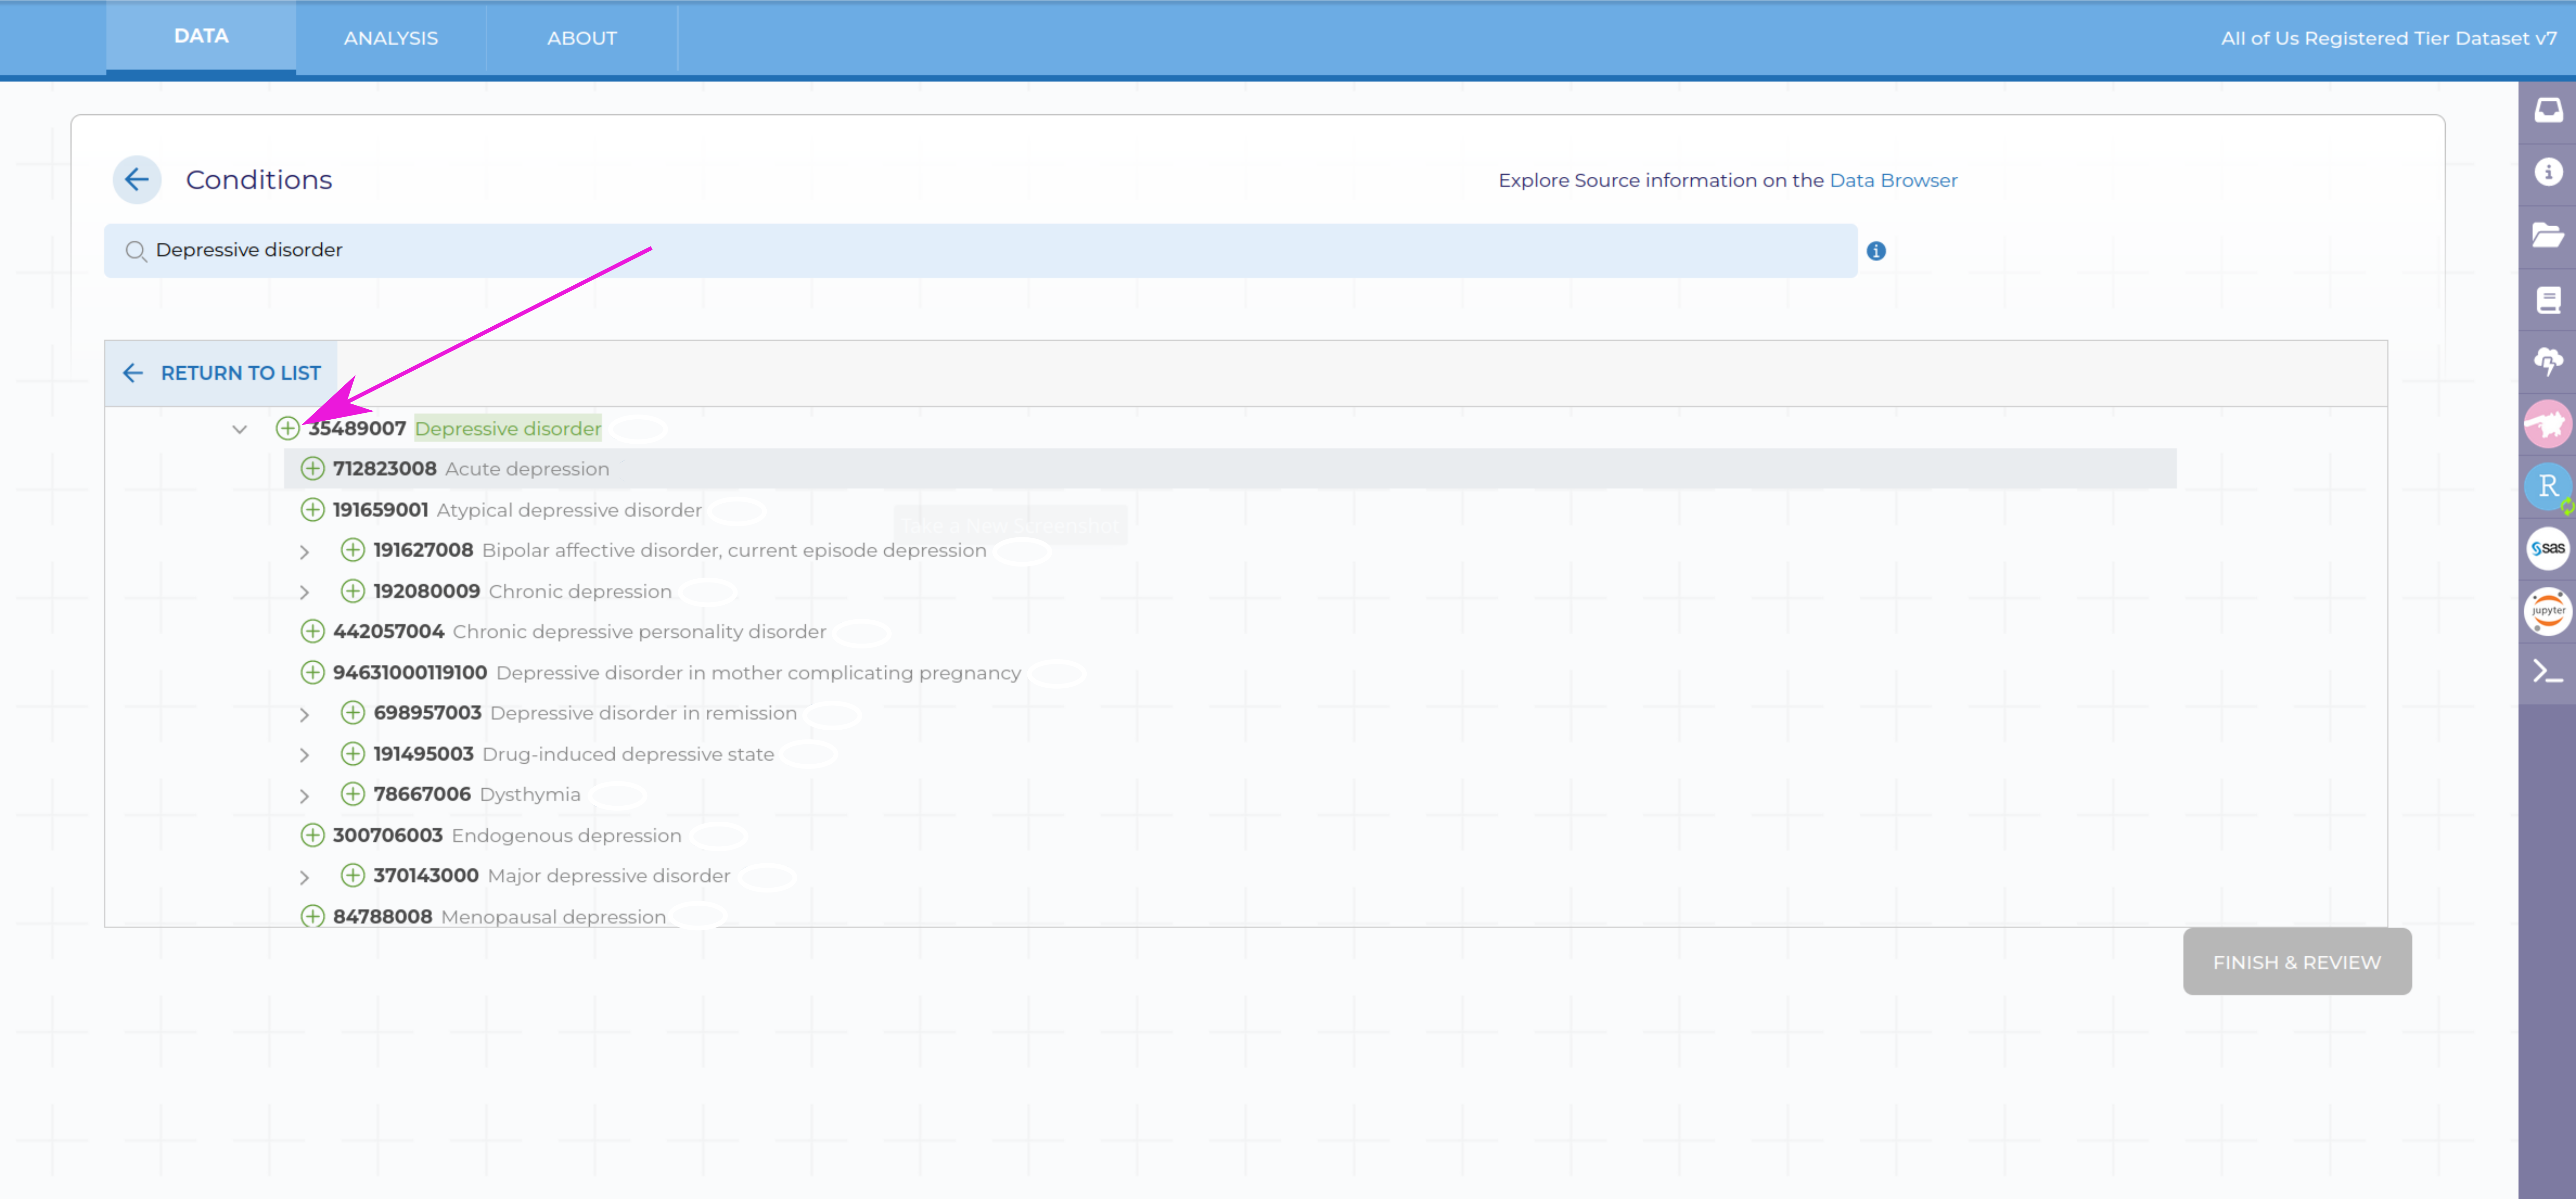 DATA ANALYSIS ABOUT All of Us Registered Tier Dataset v7
Conditions Explore Source information on the Data Browser
Depressive disorder
RETURN TO LIST
35489007 Depressive disorder
712823008 Acute depression
191659001 Atypical depressive disorder
Take a New Screenshot
191627008 Bipolar affective disorder, current episode depression
192080009 Chronic depression
442057004 Chronic depressive personality disorder
94631000119100 Depressive disorder in mother complicating pregnancy
698957003 Depressive disorder in remission
191495003 Drug-induced depressive state
78667006 Dysthymia
300706003 Endogenous depression
370143000 Major depressive disorder
84788008 Menopausal depression
FINISH & REVIEW
R
sas
jupyter